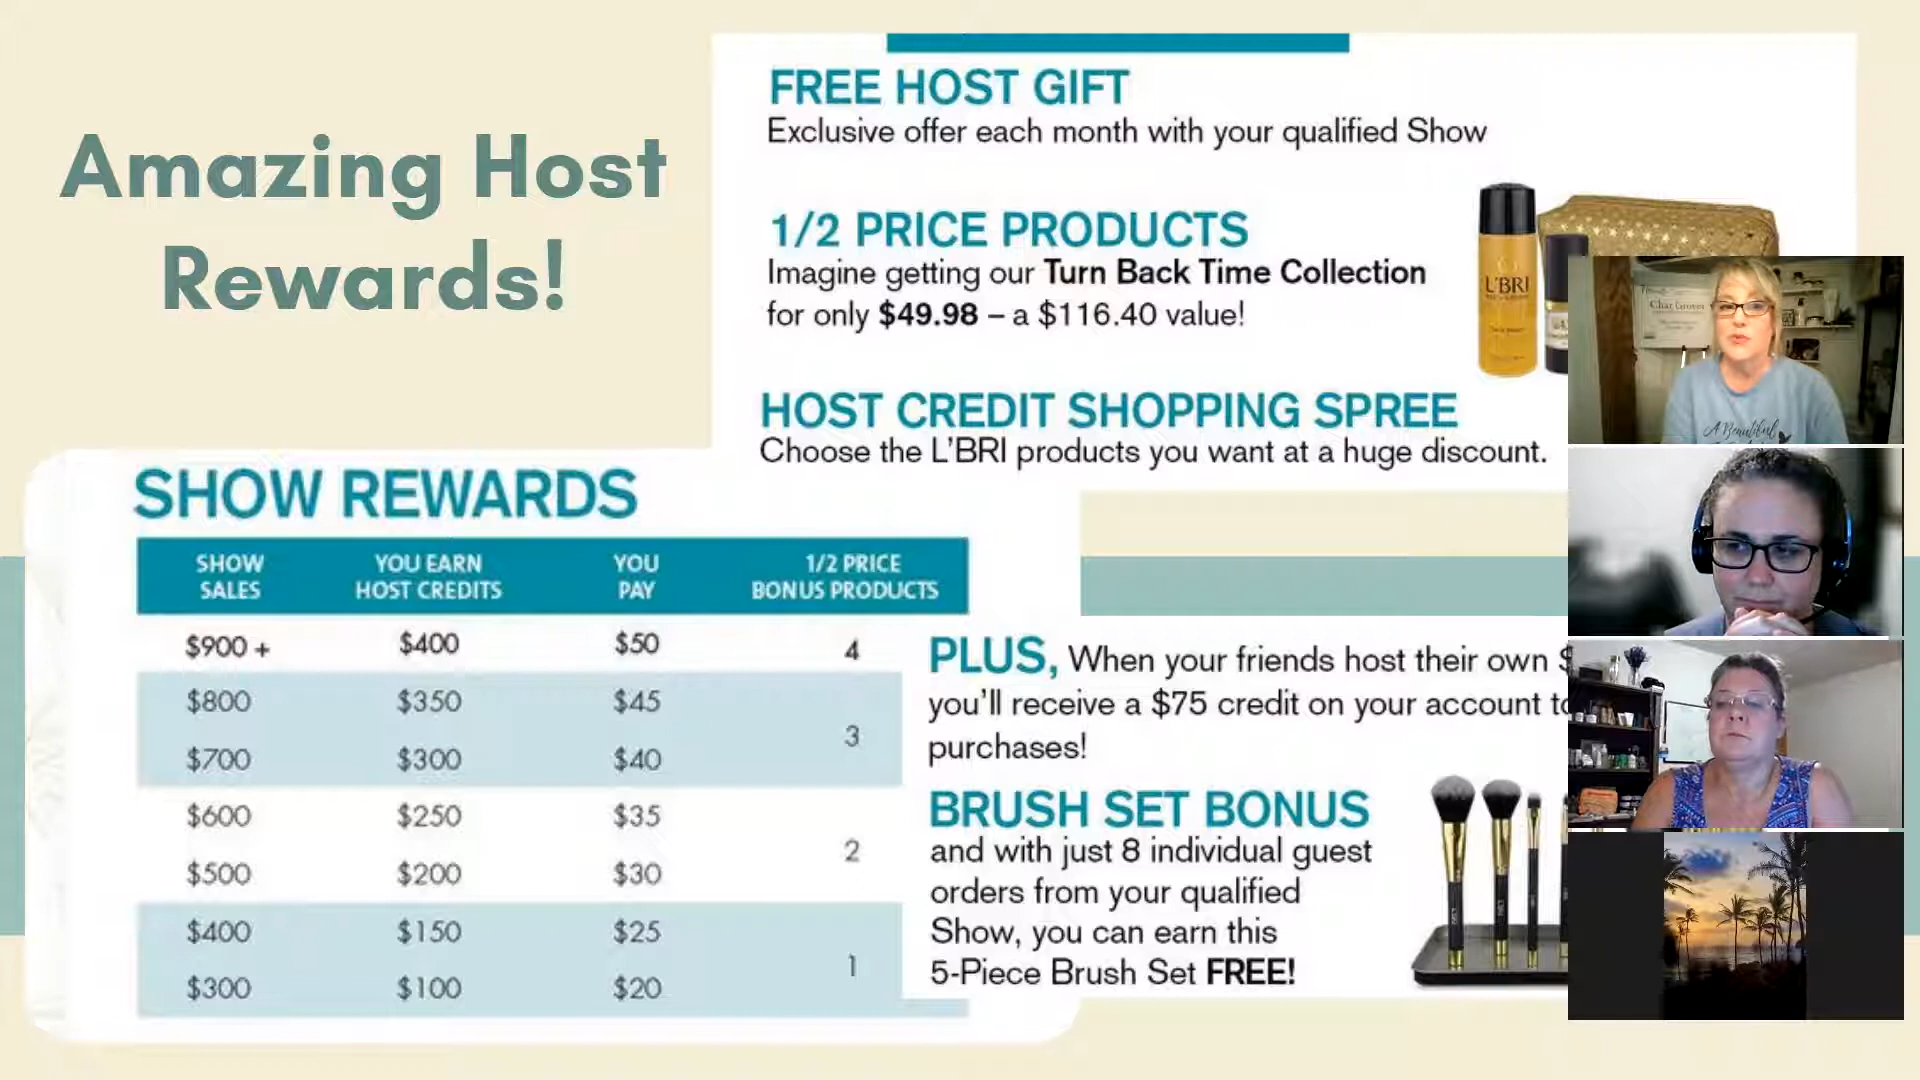 Amazing Host
Rewards!
FREE HOST GIFT
Exclusive offer each month with your qualified Show
1/2 PRICE PRODUCTS
Imagine getting our Turn Back Time Collection
for only $49.98 – a $116.40 value!
L'BRI
HOST CREDIT SHOPPING SPREE
Choose the L'BRI products you want at a huge discount.
SHOW REWARDS
SHOW SALES YOU EARN HOST CREDITS YOU PAY 1/2 PRICE BONUS PRODUCTS
$900 + $400 $50 4
$800 $350 $45
3
$700 $300 $40
$600 $250 $35
2
$500 $200 $30
$400 $150 $25
1
$300 $100 $20
PLUS, When your friends host their own
you'll receive a $75 credit on your account to
purchases!
BRUSH SET BONUS
and with just 8 individual guest
orders from your qualified
Show, you can earn this
5-Piece Brush Set FREE!
A Beautiful